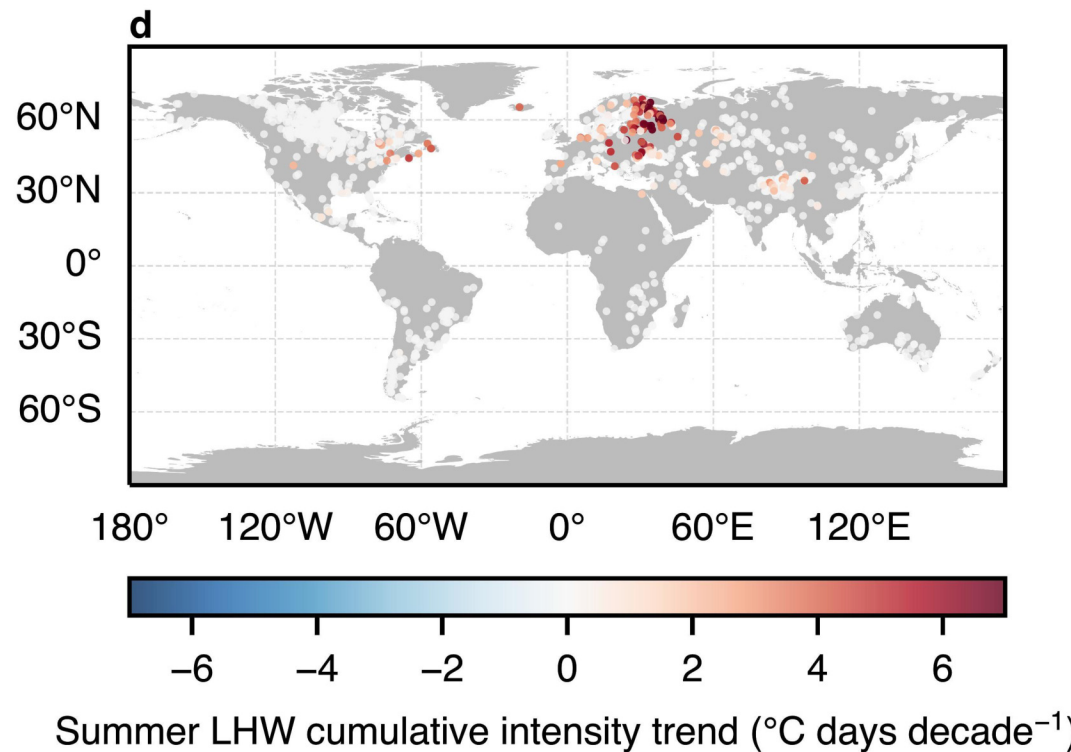 d
60°N
30°N
0°
30°S
60°S
180° 120°W 60°W 0° 60°E 120°E
−6 −4 −2 0 2 4 6
Summer LHW cumulative intensity trend (°C days decade⁻¹)